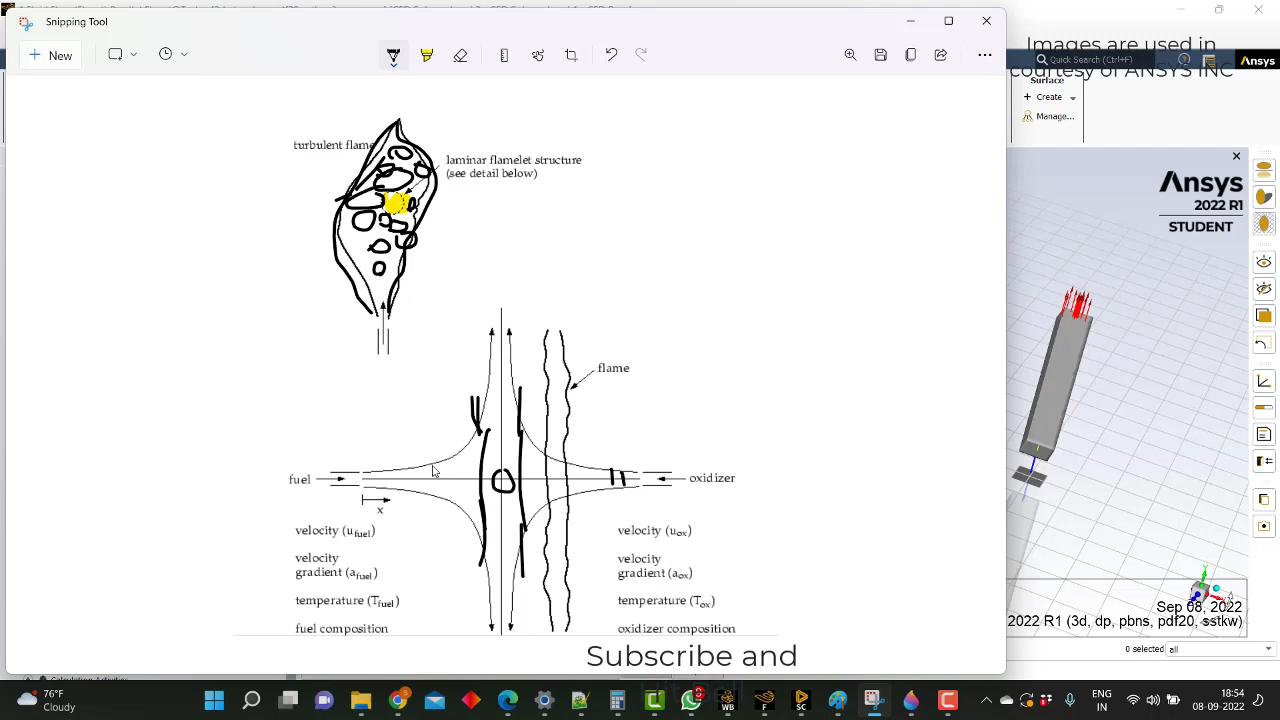 Snipping Tool
New
Images are used in
courtesy of ANSYS INC
Quick Search (Ctrl+F)
Ansys
Surface
Create
Manage...
turbulent flame
laminar flamelet structure
(see detail below)
Ansys
2022 R1
STUDENT
flame
fuel
oxidizer
x
velocity (ufuel)
velocity (uox)
velocity
gradient (afuel)
velocity
gradient (aox)
temperature (Tfuel)
temperature (Tox)
fuel composition
oxidizer composition
Sep 08, 2022
2022 R1 (3d, dp, pbns, pdf20, sstkw)
0 selected all
Subscribe and
76°F
Cloudy
ENG
IN
18:54
08-09-2022